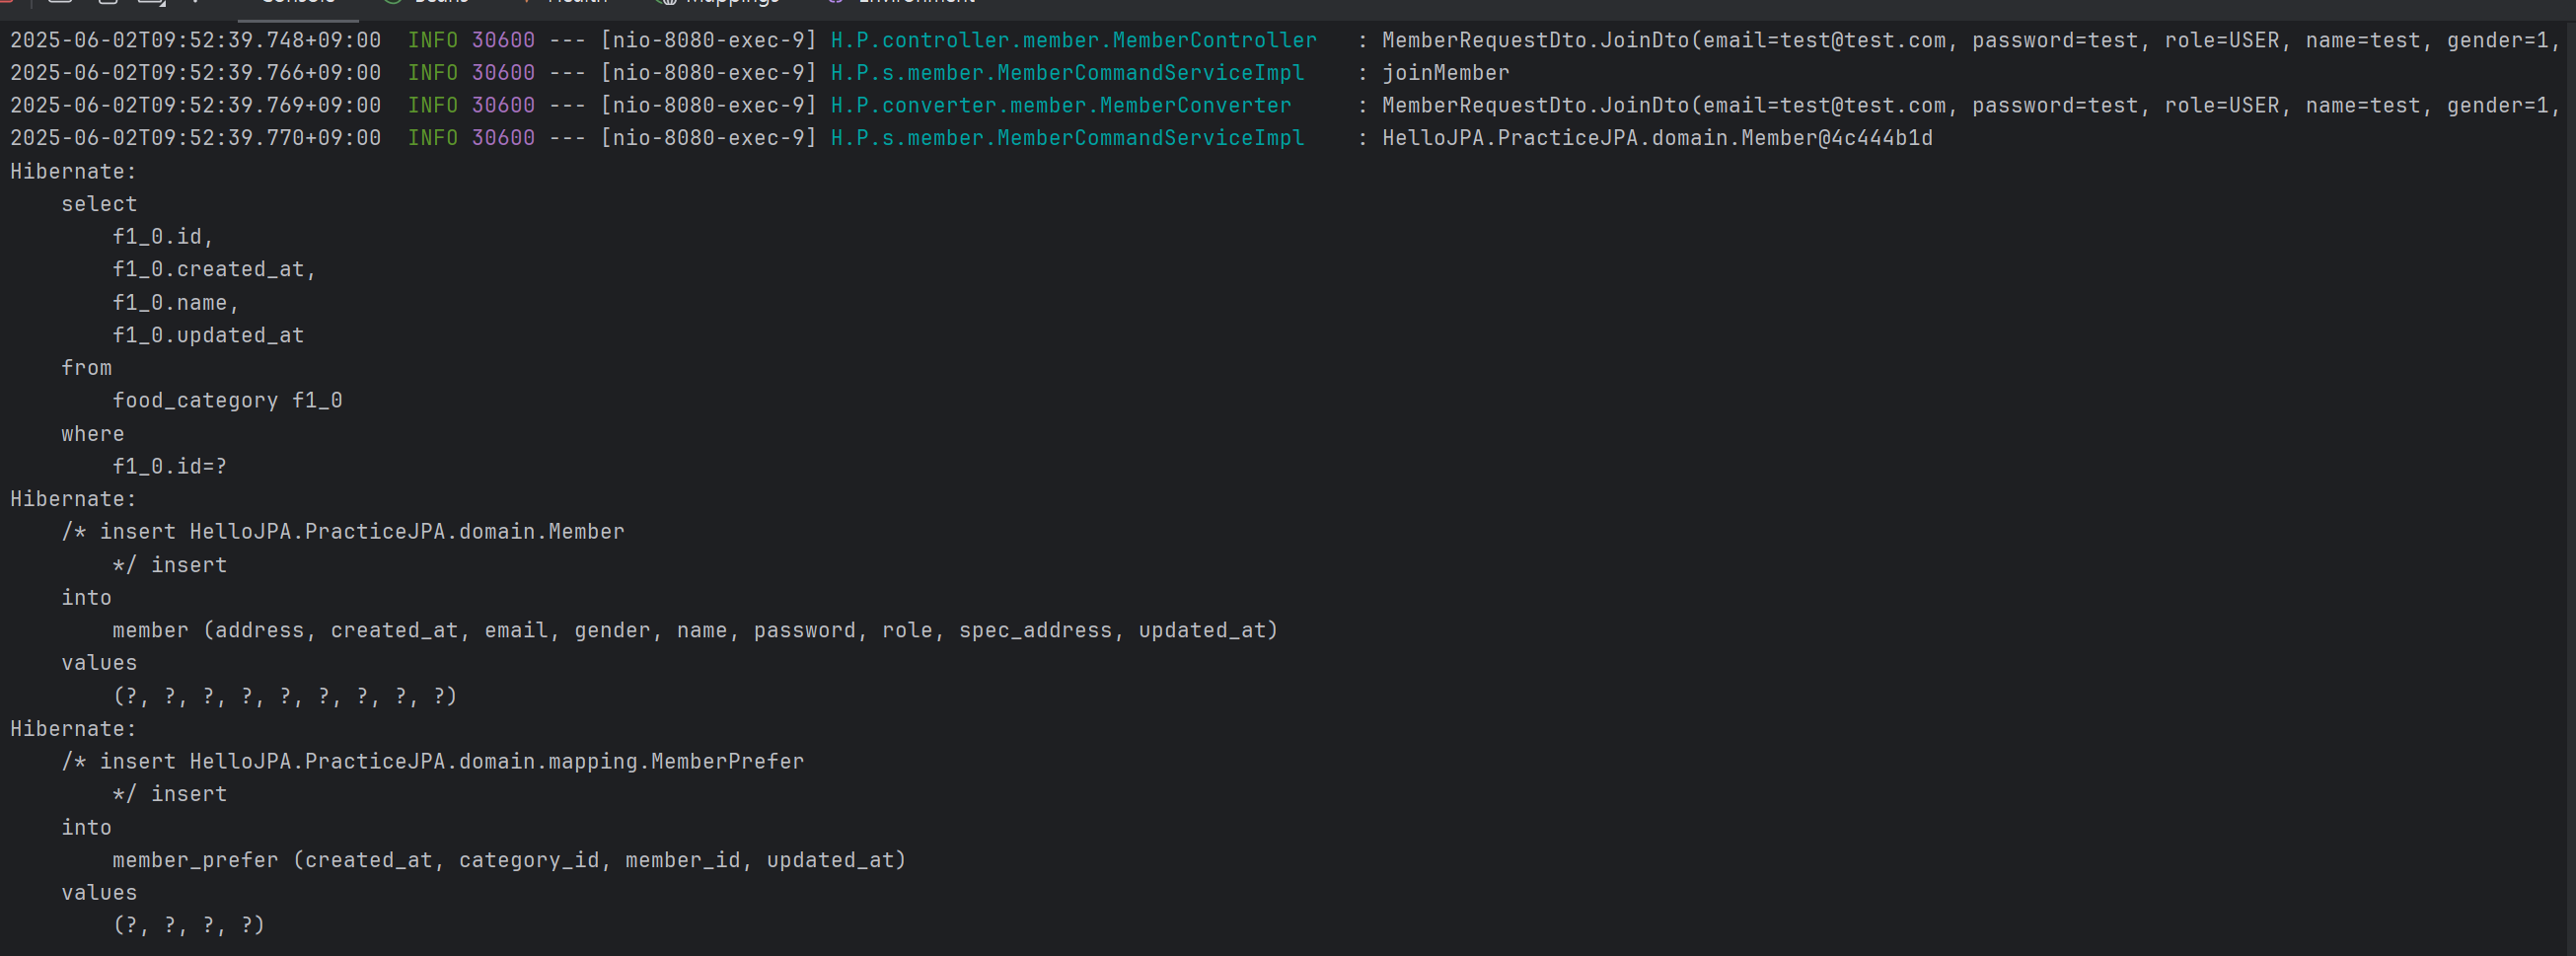 Console Beans Health Mappings Environment
2025-06-02T09:52:39.748+09:00  INFO 30600 --- [nio-8080-exec-9] H.P.controller.member.MemberController   : MemberRequestDto.JoinDto(email=test@test.com, password=test, role=USER, name=test, gender=1,
2025-06-02T09:52:39.766+09:00  INFO 30600 --- [nio-8080-exec-9] H.P.s.member.MemberCommandServiceImpl    : joinMember
2025-06-02T09:52:39.769+09:00  INFO 30600 --- [nio-8080-exec-9] H.P.converter.member.MemberConverter     : MemberRequestDto.JoinDto(email=test@test.com, password=test, role=USER, name=test, gender=1,
2025-06-02T09:52:39.770+09:00  INFO 30600 --- [nio-8080-exec-9] H.P.s.member.MemberCommandServiceImpl    : HelloJPA.PracticeJPA.domain.Member@4c444b1d
Hibernate:
    select
        f1_0.id,
        f1_0.created_at,
        f1_0.name,
        f1_0.updated_at
    from
        food_category f1_0
    where
        f1_0.id=?
Hibernate:
    /* insert HelloJPA.PracticeJPA.domain.Member
        */ insert
    into
        member (address, created_at, email, gender, name, password, role, spec_address, updated_at)
    values
        (?, ?, ?, ?, ?, ?, ?, ?, ?)
Hibernate:
    /* insert HelloJPA.PracticeJPA.domain.mapping.MemberPrefer
        */ insert
    into
        member_prefer (created_at, category_id, member_id, updated_at)
    values
        (?, ?, ?, ?)